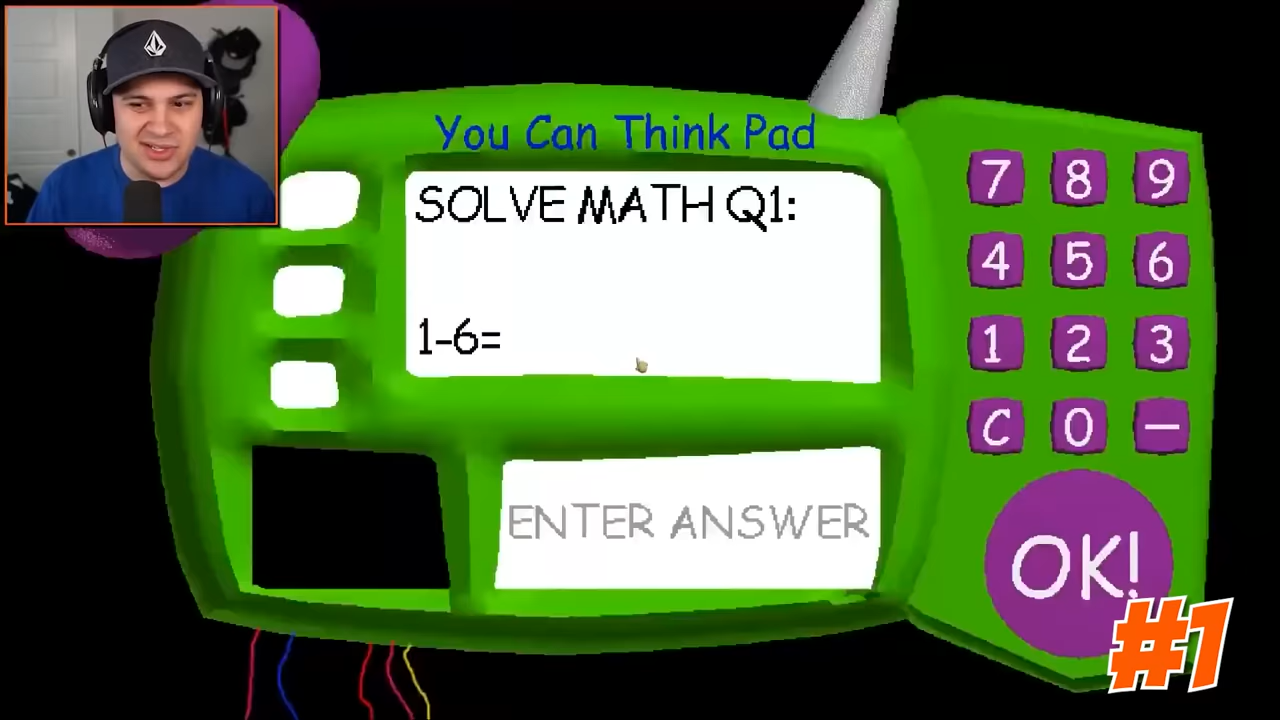 You Can Think Pad
SOLVE MATH Q1:
1-6=
ENTER ANSWER
7 8 9
4 5 6
1 2 3
C 0 —
OK!
#1